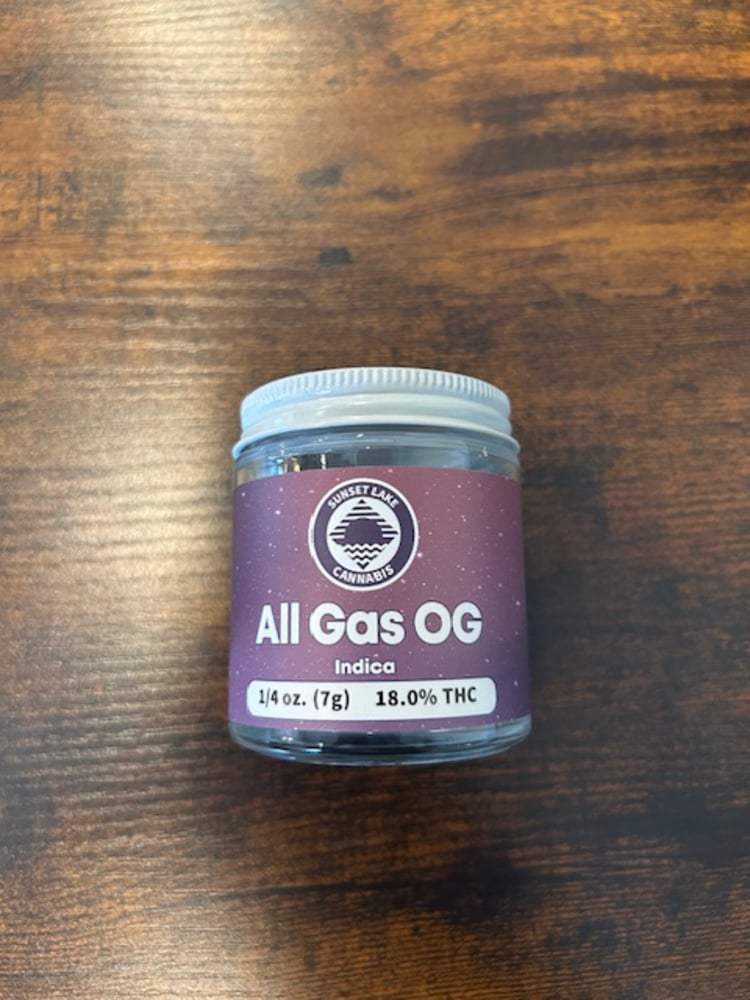 SUNSET LAKE
CANNABIS
All Gas OG
Indica
1/4 oz. (7g) 18.0% THC